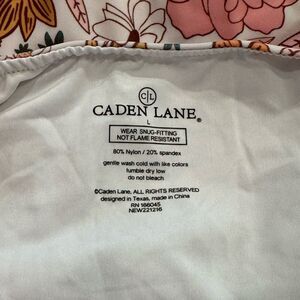 C|L
CADEN LANE®
L
WEAR SNUG-FITTING
NOT FLAME RESISTANT
80% Nylon / 20% spandex
gentle wash cold with like colors
tumble dry low
do not bleach
©Caden Lane, ALL RIGHTS RESERVED
designed in Texas, made in China
RN 166045
NEW221216